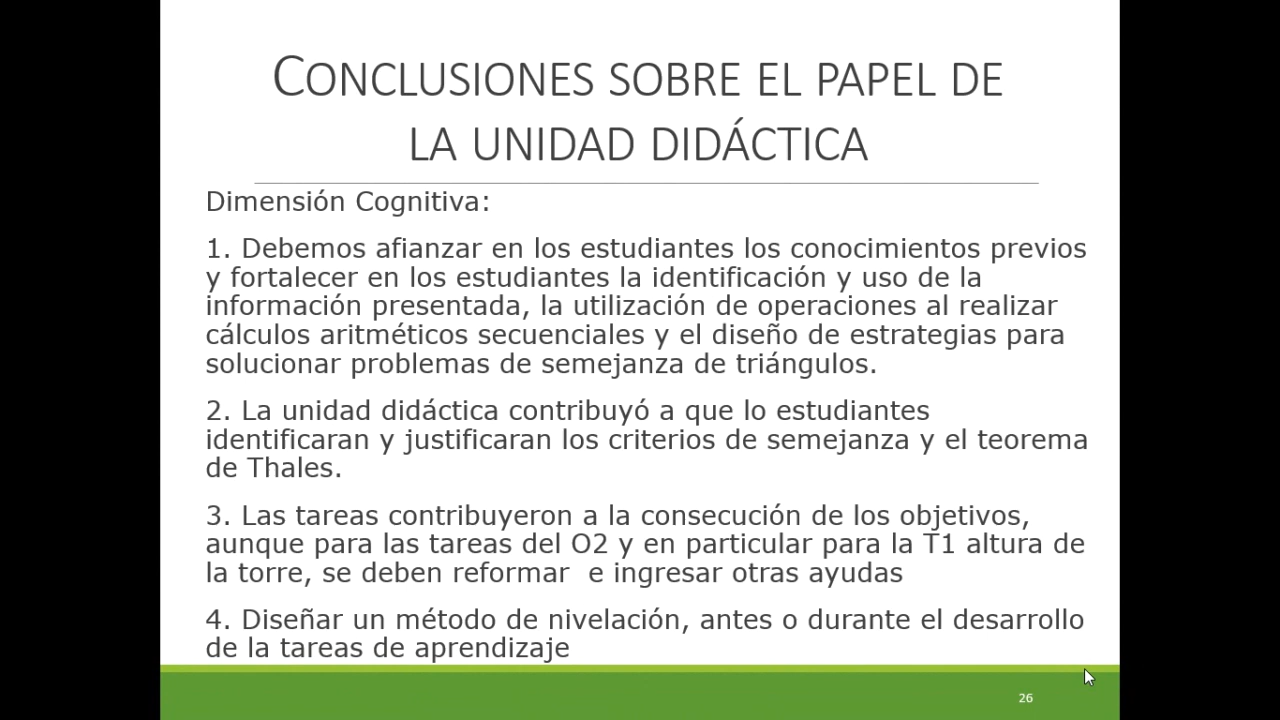 CONCLUSIONES SOBRE EL PAPEL DE
LA UNIDAD DIDÁCTICA
Dimensión Cognitiva:
1. Debemos afianzar en los estudiantes los conocimientos previos
y fortalecer en los estudiantes la identificación y uso de la
información presentada, la utilización de operaciones al realizar
cálculos aritméticos secuenciales y el diseño de estrategias para
solucionar problemas de semejanza de triángulos.
2. La unidad didáctica contribuyó a que lo estudiantes
identificaran y justificaran los criterios de semejanza y el teorema
de Thales.
3. Las tareas contribuyeron a la consecución de los objetivos,
aunque para las tareas del O2 y en particular para la T1 altura de
la torre, se deben reformar  e ingresar otras ayudas
4. Diseñar un método de nivelación, antes o durante el desarrollo
de la tareas de aprendizaje
26